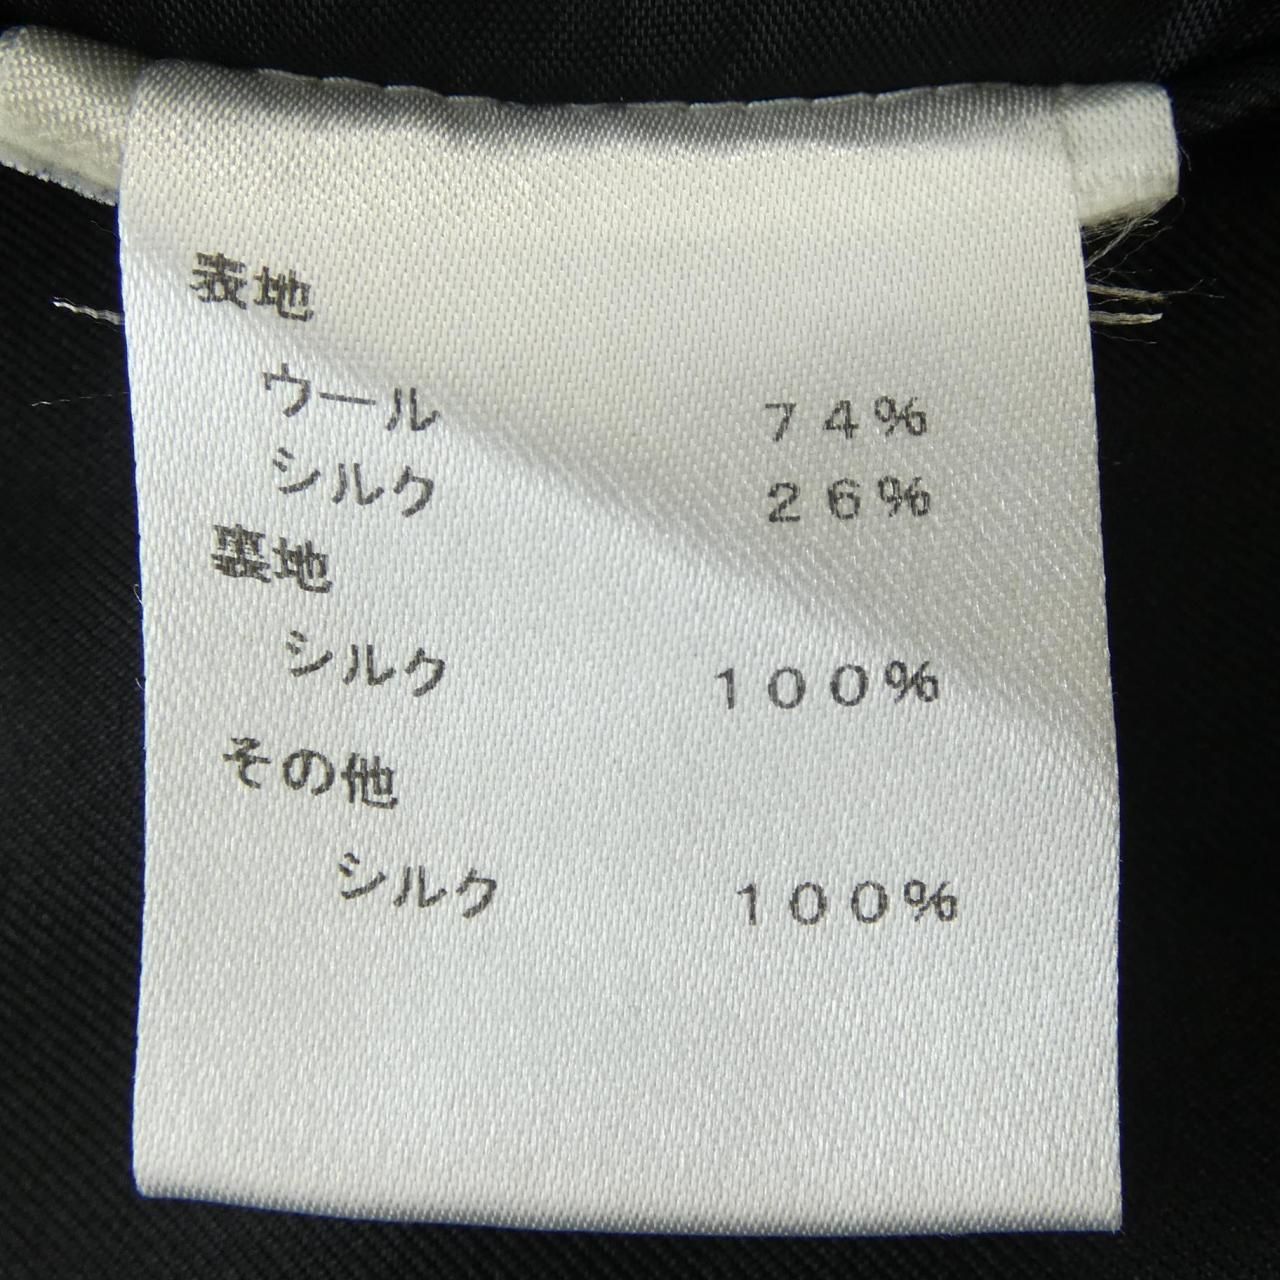 表地
ウール ７４％
シルク ２６％
裏地
シルク １００％
その他
シルク １００％